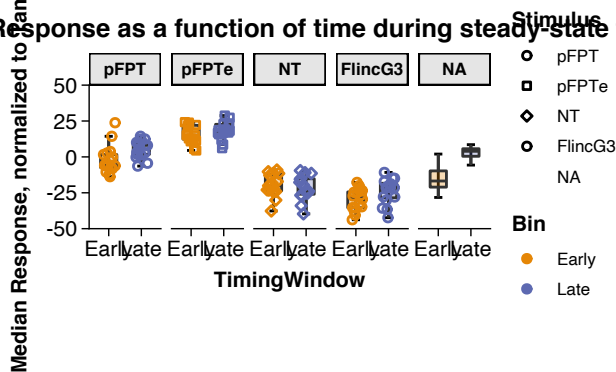 Response as a function of time during steady-state
Stimulus
pFPT
pFPTe
NT
FlincG3
NA
pFPT
pFPTe
NT
FlincG3
NA
50
25
0
-25
-50
Early Late Early Late Early Late Early Late Early Late
TimingWindow
Median Response, normalized to
Bin
Early
Late